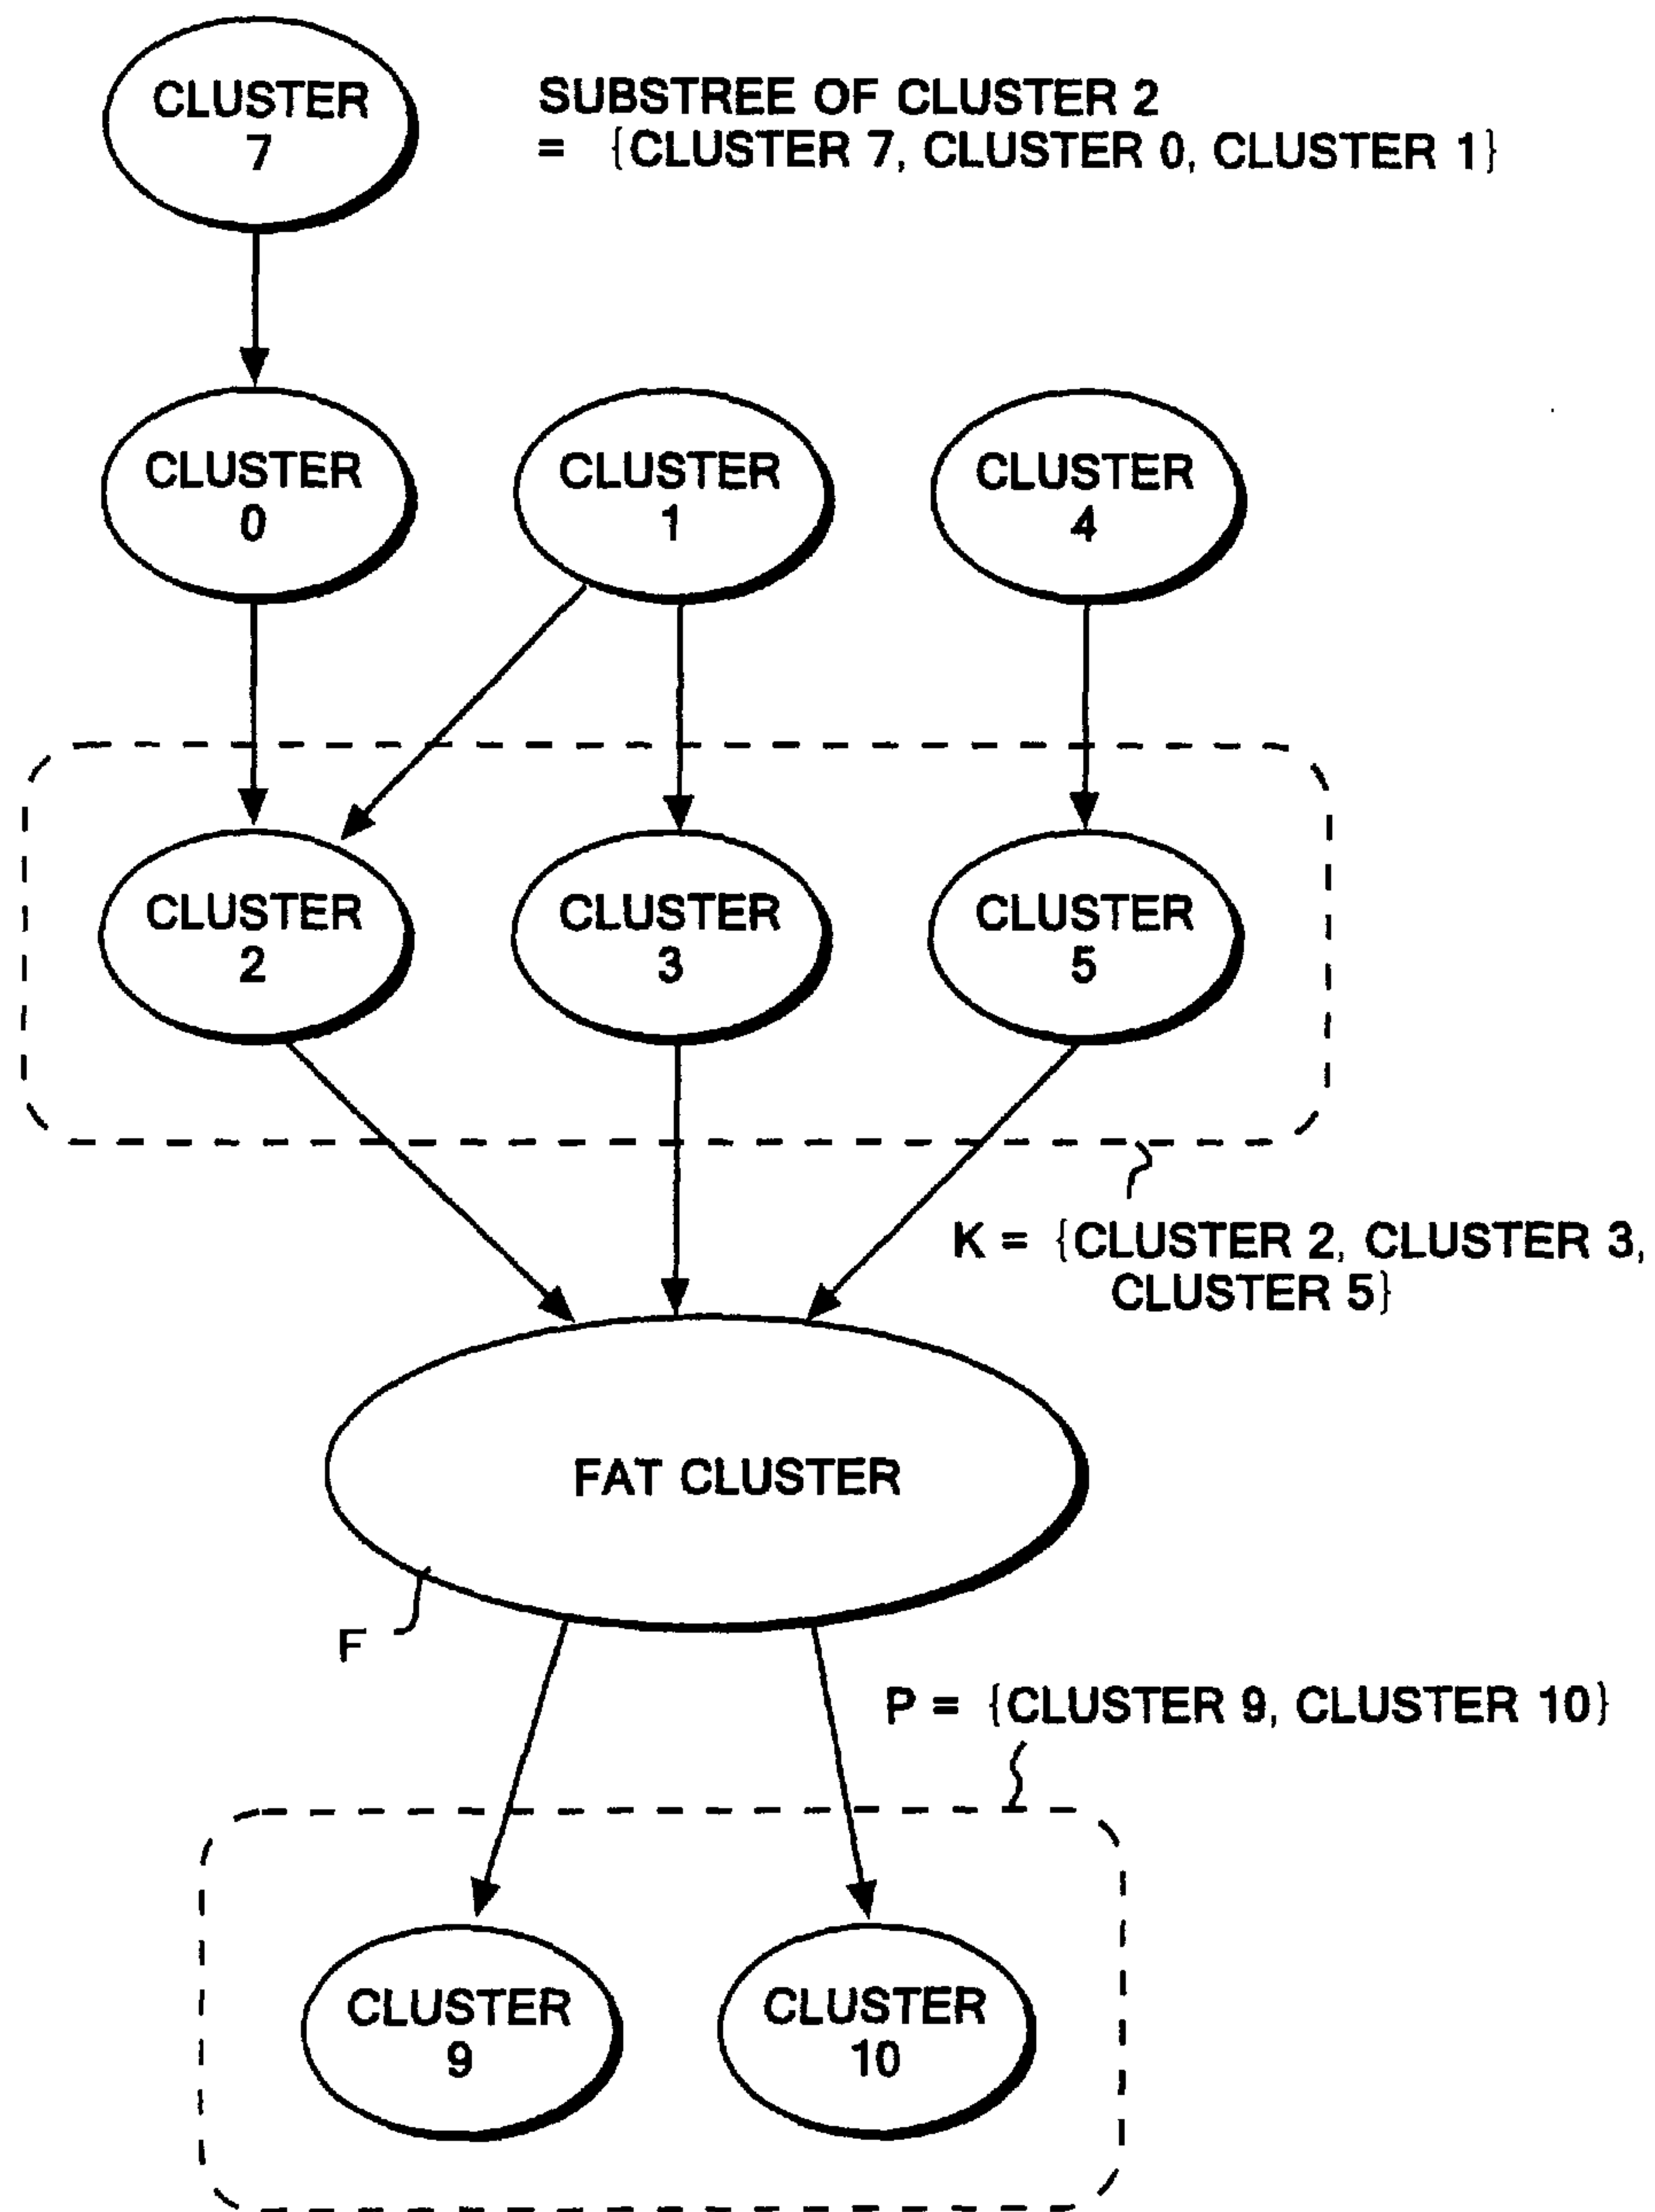 CLUSTER
7
SUBSTREE OF CLUSTER 2
= {CLUSTER 7, CLUSTER 0, CLUSTER 1}
CLUSTER
0
CLUSTER
1
CLUSTER
4
CLUSTER
2
CLUSTER
3
CLUSTER
5
K = {CLUSTER 2, CLUSTER 3,
CLUSTER 5}
FAT CLUSTER
F
P = {CLUSTER 9, CLUSTER 10}
CLUSTER
9
CLUSTER
10